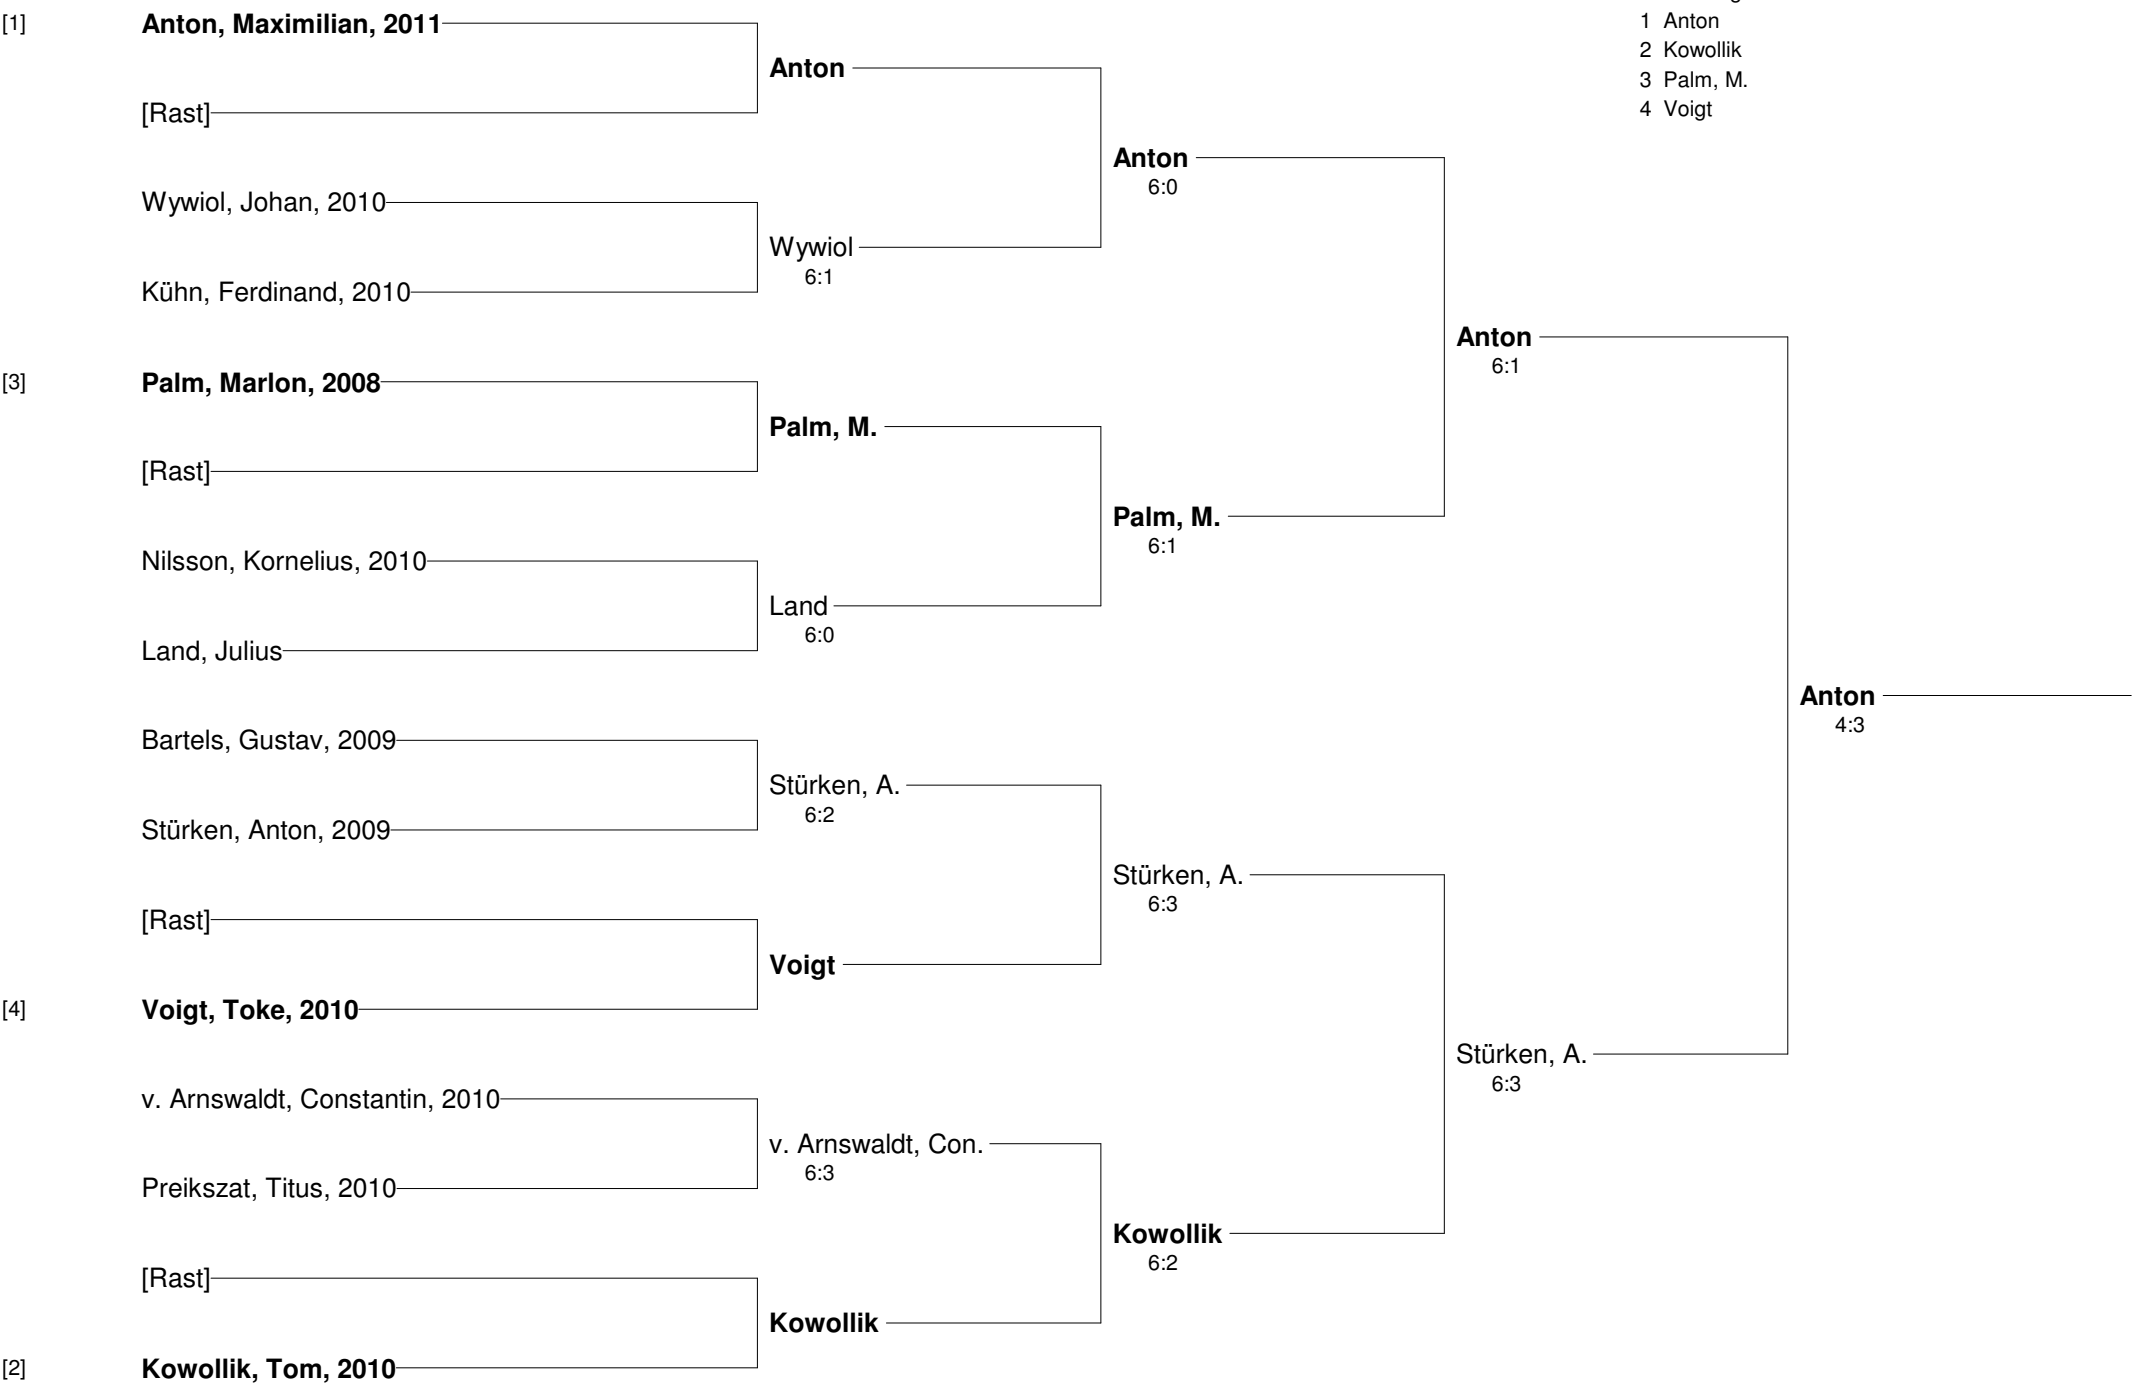 1 Anton
2 Kowollik
3 Palm, M.
4 Voigt
[1] Anton, Maximilian, 2011
Anton
[Rast]
Anton
6:0
Wywiol, Johan, 2010
Wywiol
6:1
Kühn, Ferdinand, 2010
Anton
6:1
[3] Palm, Marlon, 2008
Palm, M.
[Rast]
Palm, M.
6:1
Nilsson, Kornelius, 2010
Land
6:0
Land, Julius
Anton
4:3
Bartels, Gustav, 2009
Stürken, A.
6:2
Stürken, Anton, 2009
Stürken, A.
6:3
[Rast]
Voigt
[4] Voigt, Toke, 2010
Stürken, A.
6:3
v. Arnswaldt, Constantin, 2010
v. Arnswaldt, Con.
6:3
Preikszat, Titus, 2010
Kowollik
6:2
[Rast]
Kowollik
[2] Kowollik, Tom, 2010